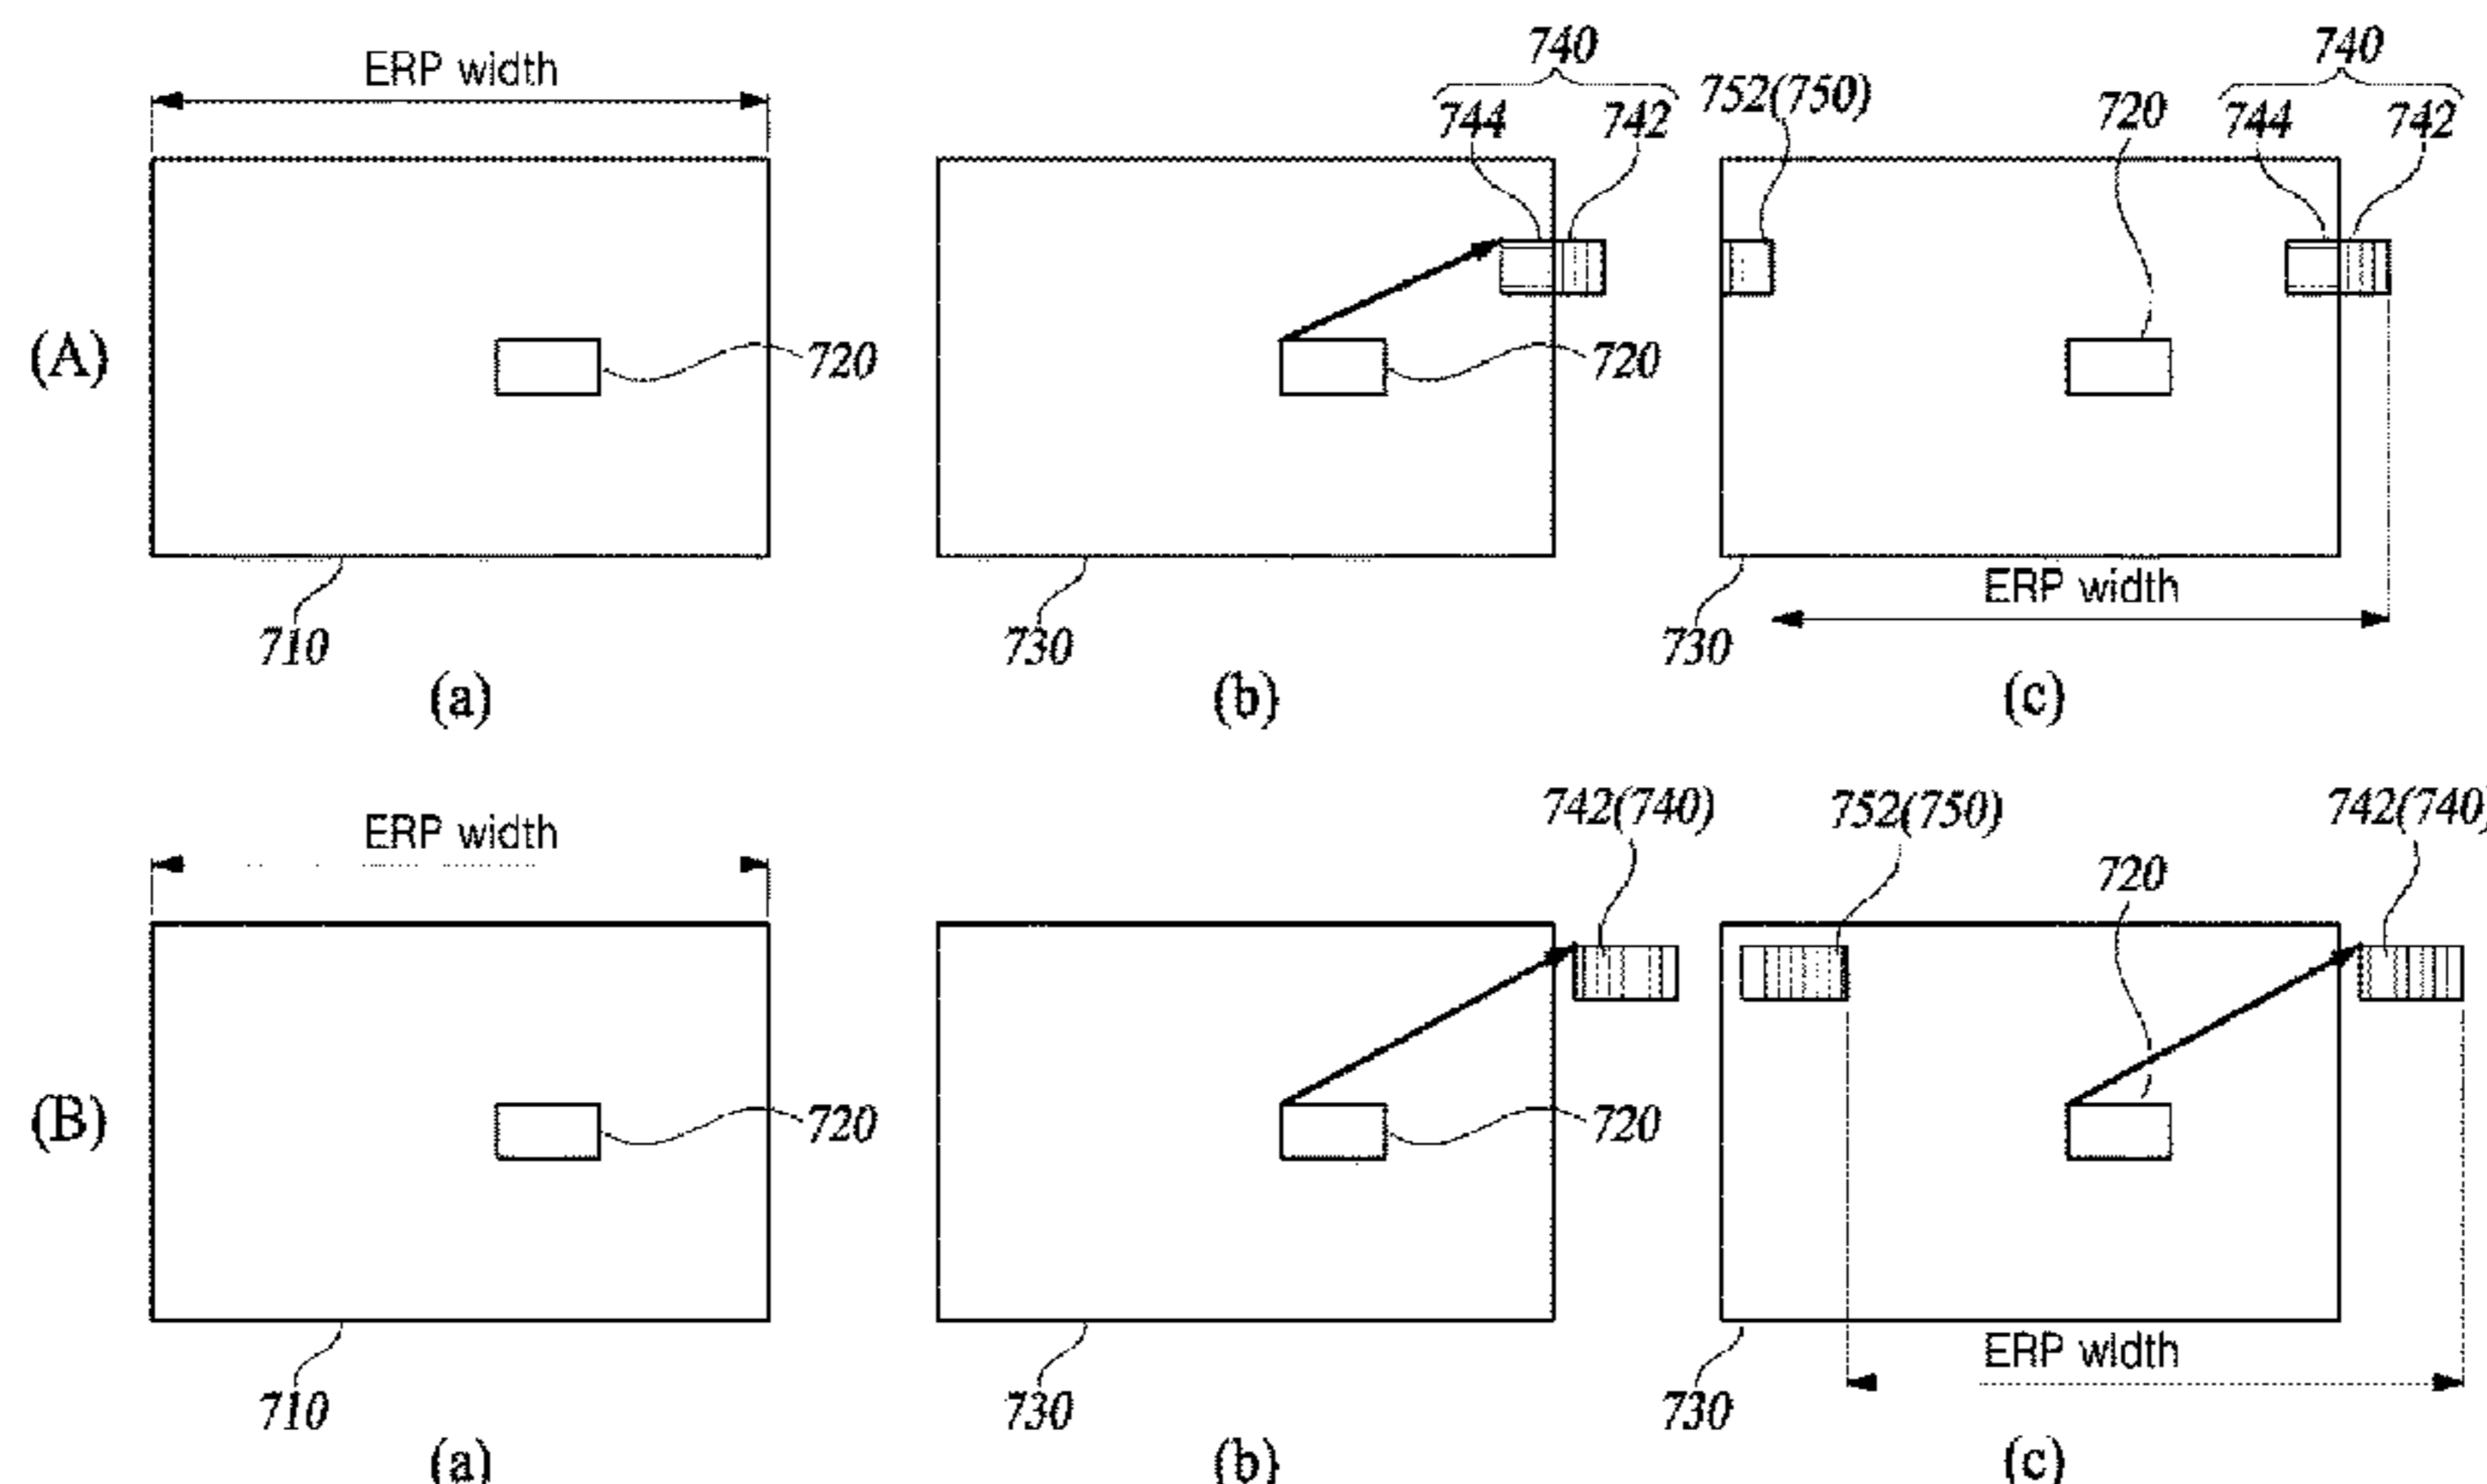 740 740
ERP width 752(750) 720
744 742 744 742
(A) 720 720
ERP width
710 730 730
(a) (b) (c)
742(740) 752(750) 742(740)
ERP width 720
(B) 720 720
ERP width
710 730 730
(a) (b) (c)